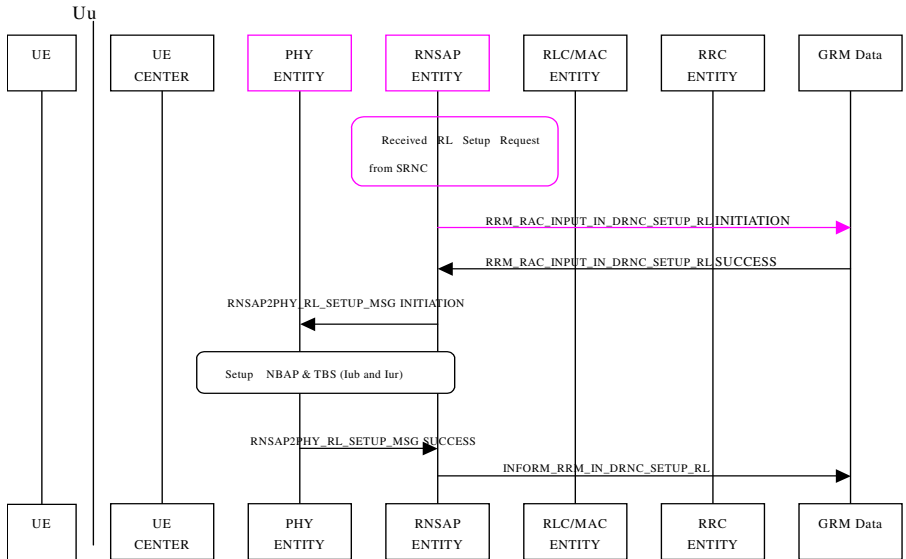 Uu
UE
UE
CENTER
PHY
ENTITY
RNSAP
ENTITY
RLC/MAC
ENTITY
RRC
ENTITY
GRM Data
Received RL Setup Request
from SRNC
RRM_RAC_INPUT_IN_DRNC_SETUP_RL INITIATION
RRM_RAC_INPUT_IN_DRNC_SETUP_RL SUCCESS
RNSAP2PHY_RL_SETUP_MSG INITIATION
Setup NBAP & TBS (Iub and Iur)
RNSAP2PHY_RL_SETUP_MSG SUCCESS
INFORM_RRM_IN_DRNC_SETUP_RL
UE
UE
CENTER
PHY
ENTITY
RNSAP
ENTITY
RLC/MAC
ENTITY
RRC
ENTITY
GRM Data